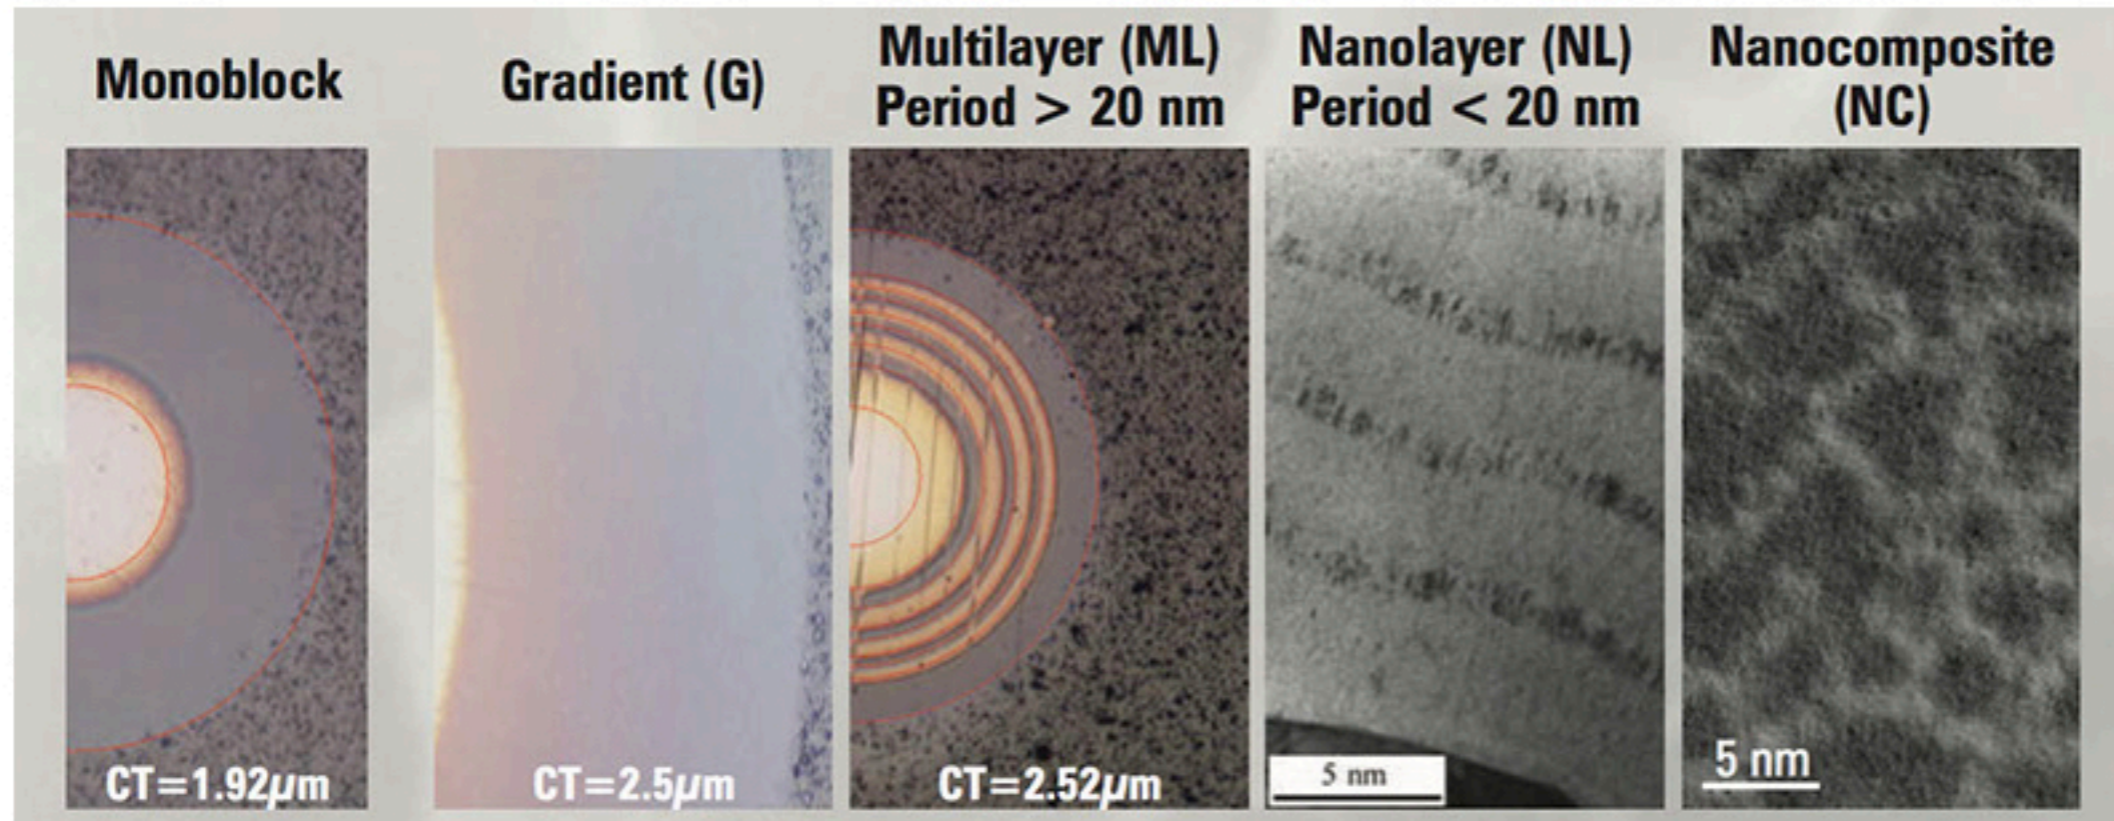 Monoblock
Gradient (G)
Multilayer (ML)
Period > 20 nm
Nanolayer (NL)
Period < 20 nm
Nanocomposite
(NC)
CT=1.92µm
CT=2.5µm
CT=2.52µm
5 nm
5 nm